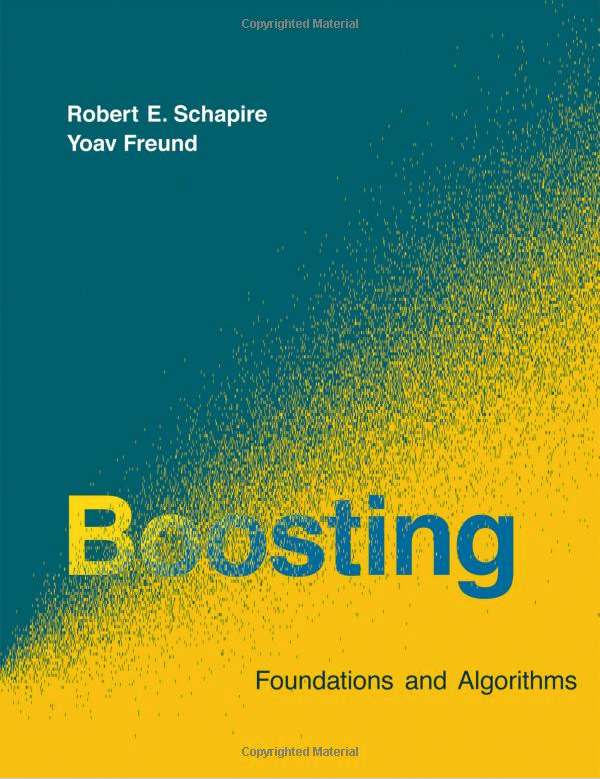 Copyrighted Material
Robert E. Schapire
Yoav Freund
Boosting
Foundations and Algorithms
Copyrighted Material